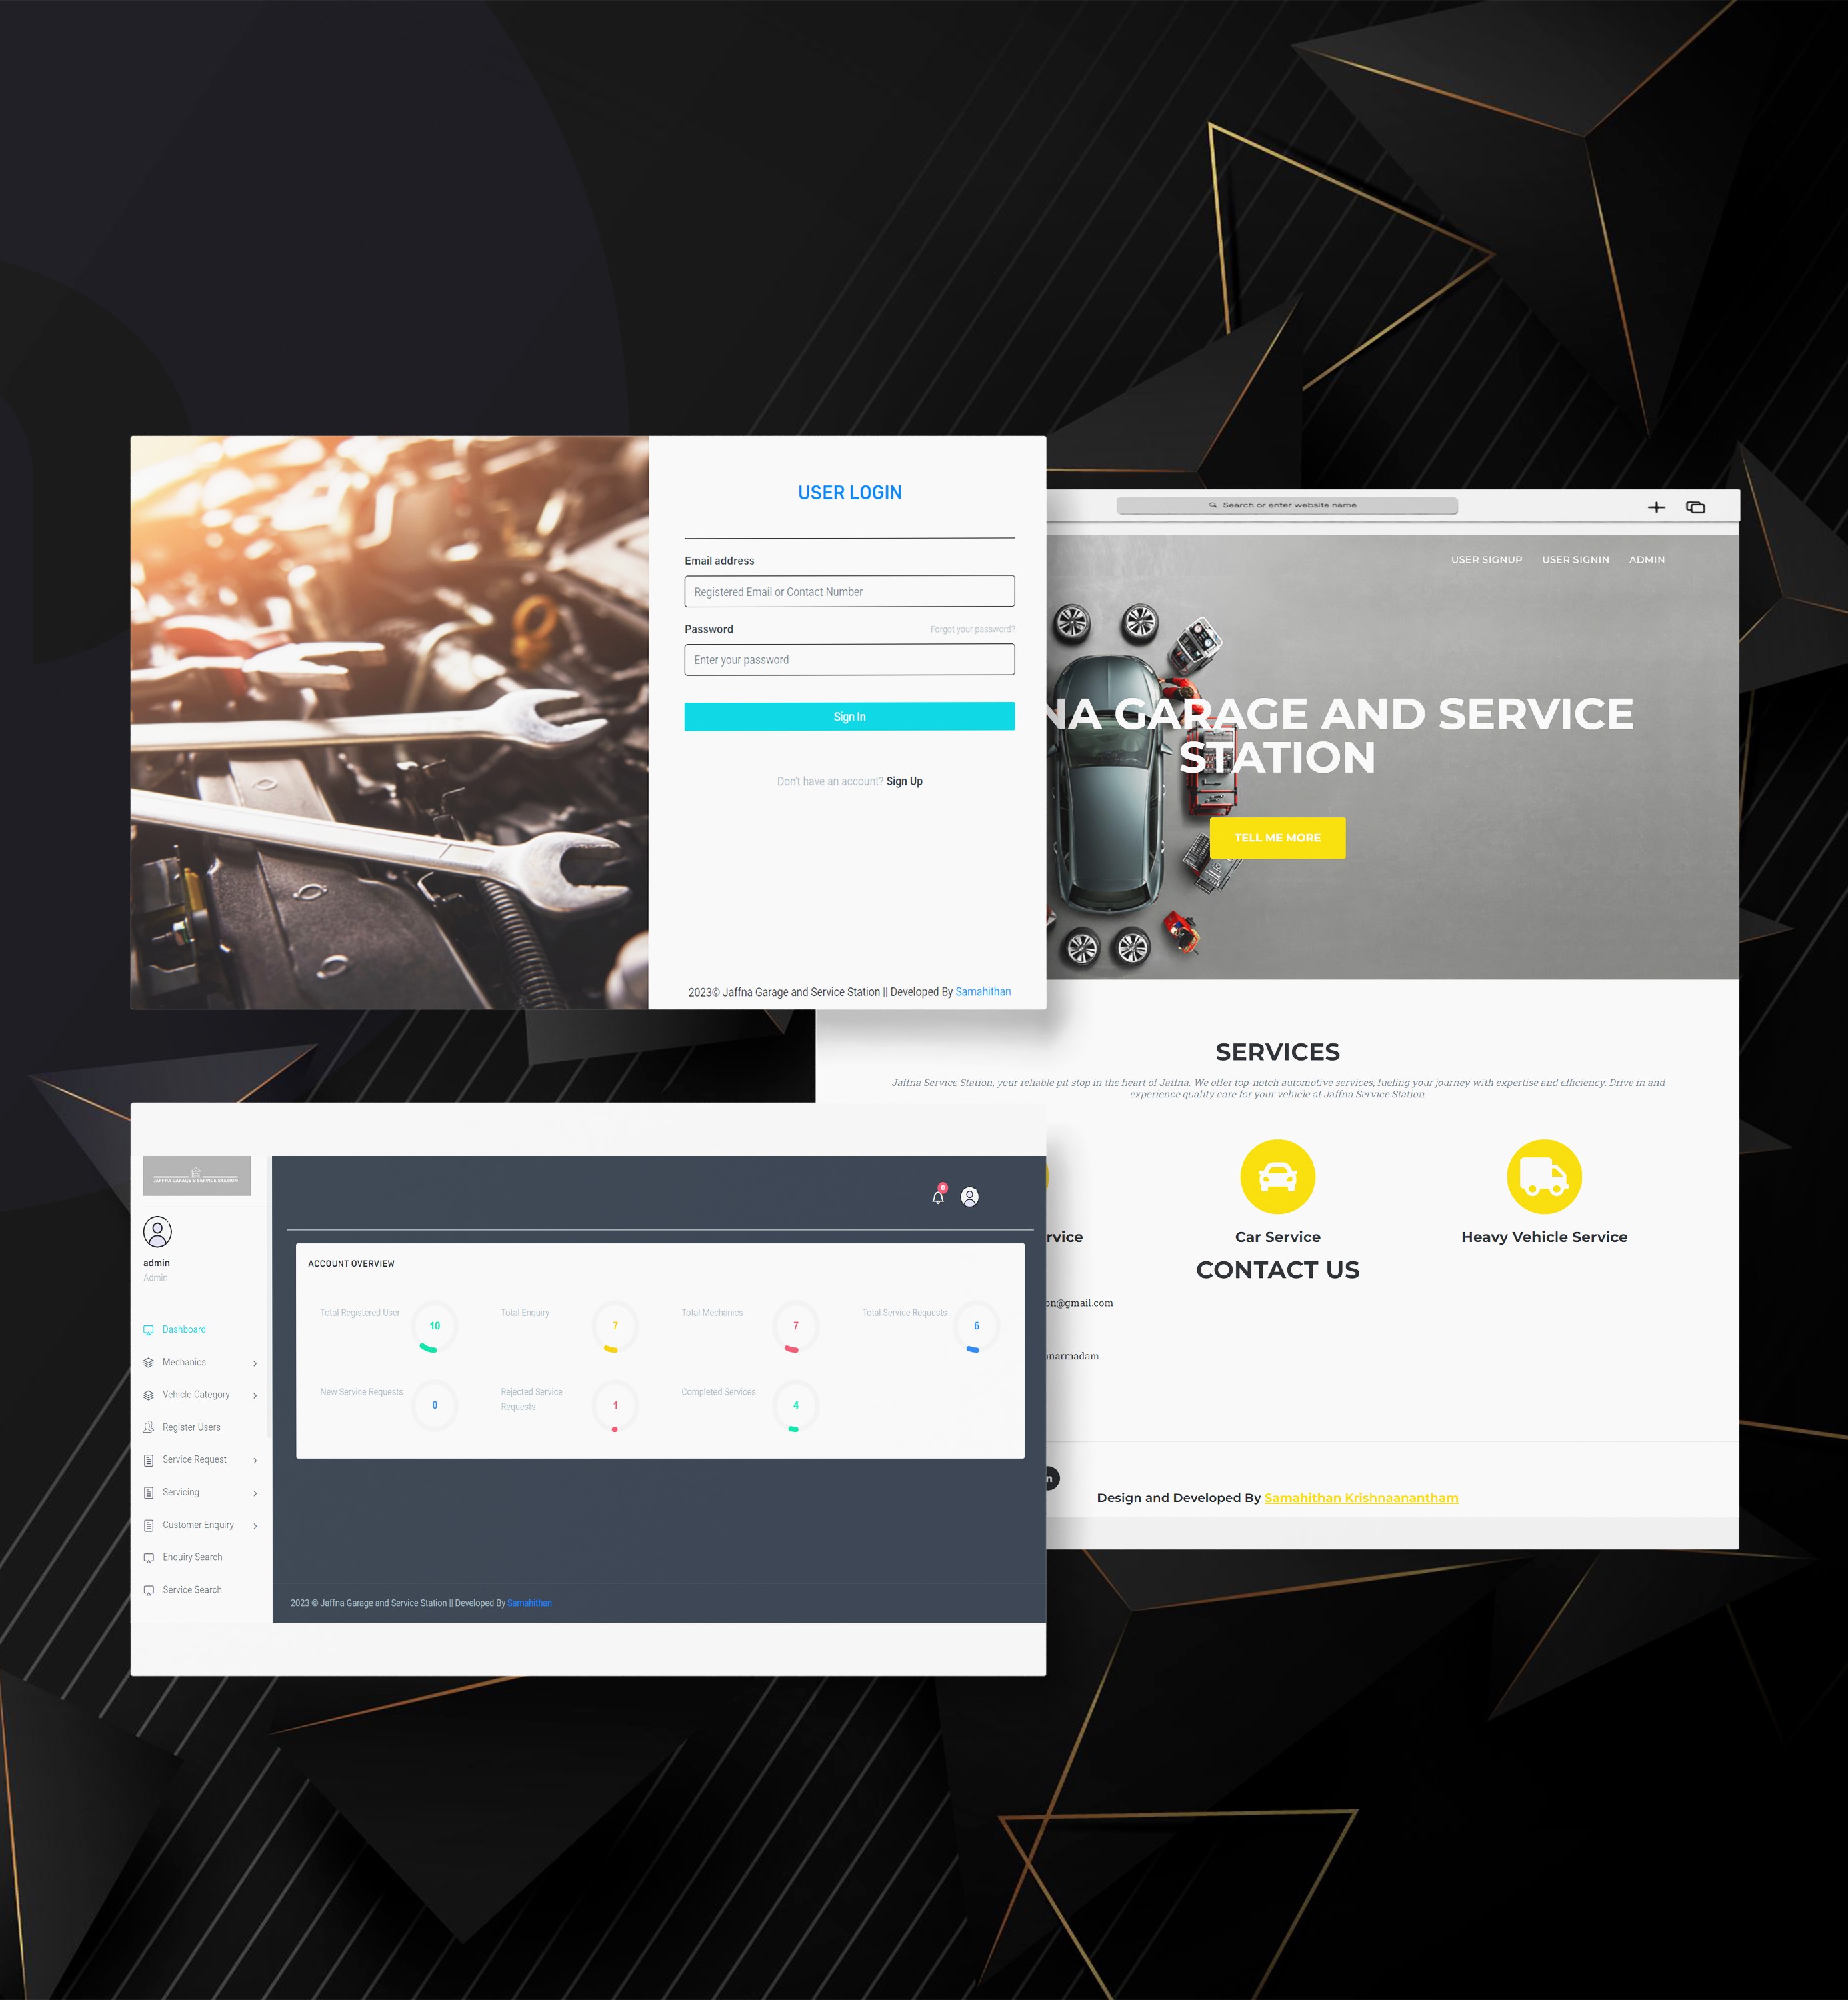 USER LOGIN
Email address
Registered Email or Contact Number
Password
Forgot your password?
Enter your password
Sign In
Don't have an account? Sign Up
2023© Jaffna Garage and Service Station || Developed By Samahithan
Search or enter website name
USER SIGNUP USER SIGNIN ADMIN
NA GARAGE AND SERVICE
STATION
TELL ME MORE
SERVICES
Jaffna Service Station, your reliable pit stop in the heart of Jaffna. We offer top-notch automotive services, fueling your journey with expertise and efficiency. Drive in and
experience quality care for your vehicle at Jaffna Service Station.
rvice
Car Service
Heavy Vehicle Service
CONTACT US
on@gmail.com
narmadam.
Design and Developed By Samahithan Krishnaanantham
JAFFNA GARAGE & SERVICE STATION
admin
Admin
Dashboard
Mechanics
Vehicle Category
Register Users
Service Request
Servicing
Customer Enquiry
Enquiry Search
Service Search
0
ACCOUNT OVERVIEW
Total Registered User 10
Total Enquiry 7
Total Mechanics 7
Total Service Requests 6
New Service Requests 0
Rejected Service
Requests 1
Completed Services 4
2023 © Jaffna Garage and Service Station || Developed By Samahithan